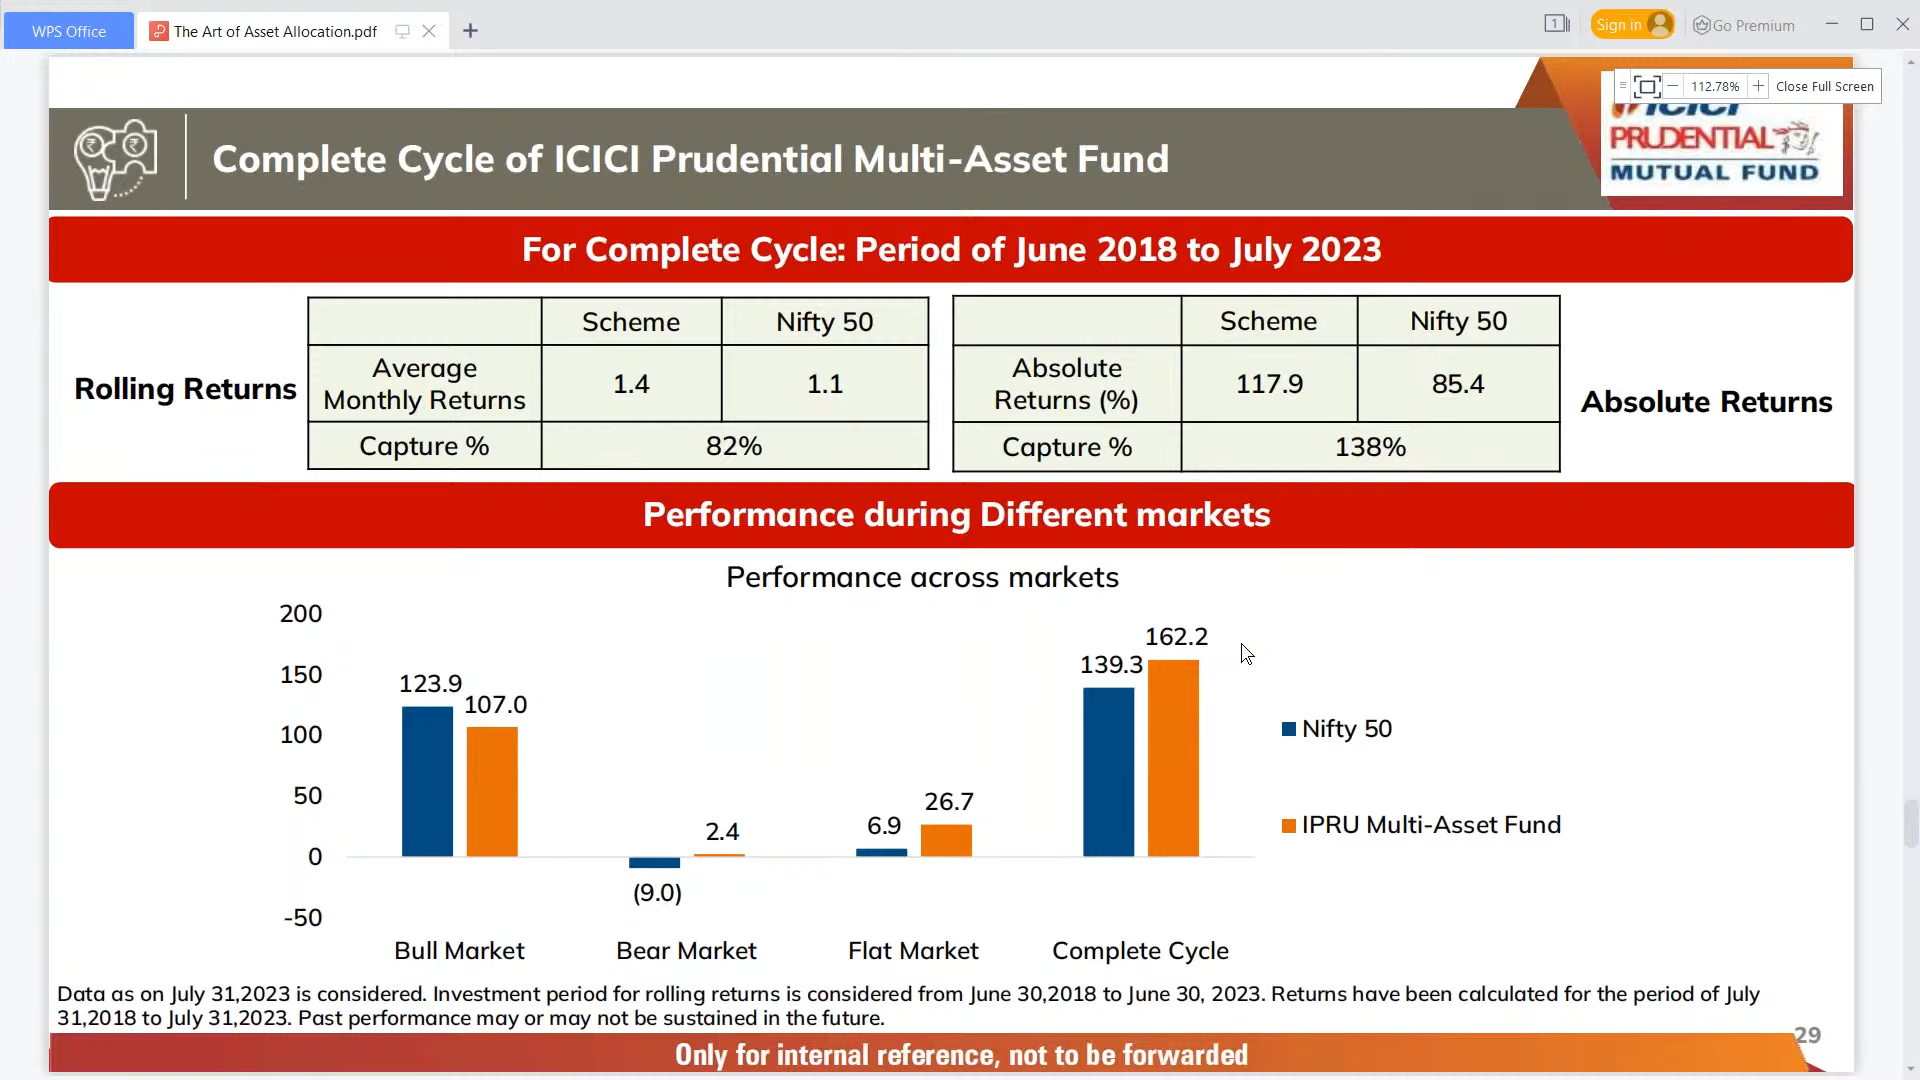 WPS Office
The Art of Asset Allocation.pdf
1
Sign in
Go Premium
112.78%
Close Full Screen
Complete Cycle of ICICI Prudential Multi-Asset Fund
ICICI
PRUDENTIAL
MUTUAL FUND
For Complete Cycle: Period of June 2018 to July 2023
Rolling Returns
Scheme Nifty 50
Average
Monthly Returns
1.4 1.1
Capture % 82%
Scheme Nifty 50
Absolute
Returns (%)
117.9 85.4
Capture % 138%
Absolute Returns
Performance during Different markets
Performance across markets
200
150
100
50
0
-50
123.9
107.0
(9.0)
2.4
6.9
26.7
139.3
162.2
Bull Market Bear Market Flat Market Complete Cycle
Nifty 50
IPRU Multi-Asset Fund
Data as on July 31,2023 is considered. Investment period for rolling returns is considered from June 30,2018 to June 30, 2023. Returns have been calculated for the period of July
31,2018 to July 31,2023. Past performance may or may not be sustained in the future.
29
Only for internal reference, not to be forwarded